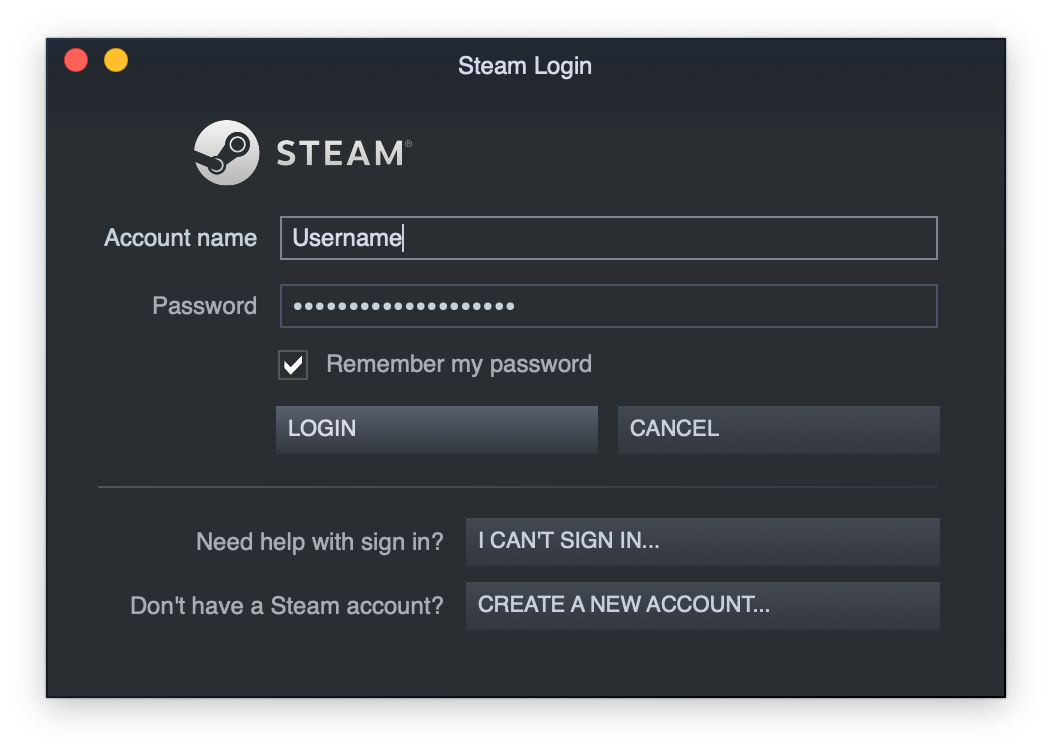 Steam Login
STEAM®
Account name Username
Password ••••••••••••••••••••
Remember my password
LOGIN CANCEL
Need help with sign in? I CAN'T SIGN IN...
Don't have a Steam account? CREATE A NEW ACCOUNT...